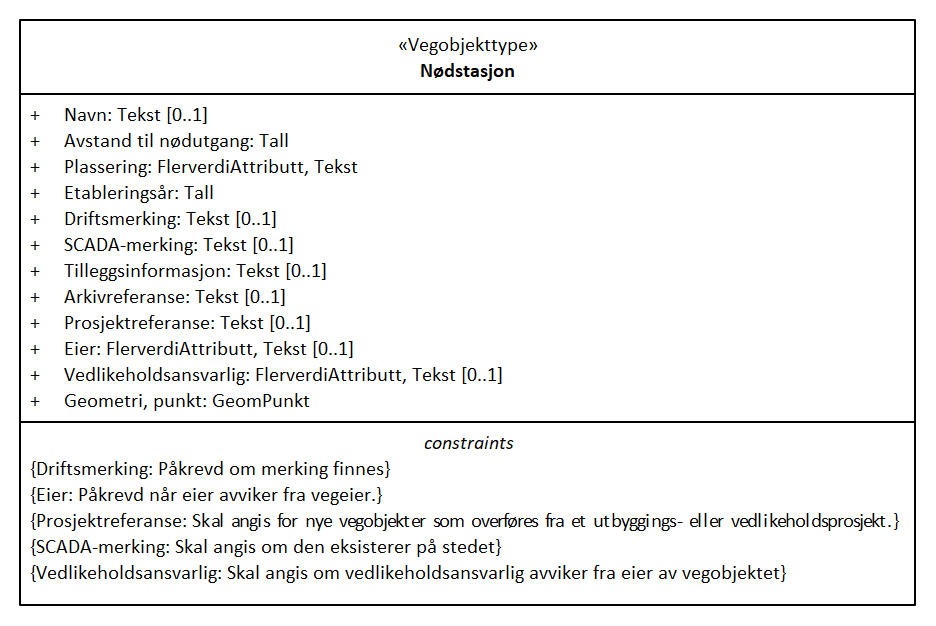 «Vegobjekttype»
Nødstasjon
+ Navn: Tekst [0..1]
+ Avstand til nødutgang: Tall
+ Plassering: FlerverdiAttributt, Tekst
+ Etableringsår: Tall
+ Driftsmerking: Tekst [0..1]
+ SCADA-merking: Tekst [0..1]
+ Tilleggsinformasjon: Tekst [0..1]
+ Arkivreferanse: Tekst [0..1]
+ Prosjektreferanse: Tekst [0..1]
+ Eier: FlerverdiAttributt, Tekst [0..1]
+ Vedlikeholdsansvarlig: FlerverdiAttributt, Tekst [0..1]
+ Geometri, punkt: GeomPunkt
constraints
{Driftsmerking: Påkrevd om merking finnes}
{Eier: Påkrevd når eier avviker fra vegeier.}
{Prosjektreferanse: Skal angis for nye vegobjekter som overføres fra et utbyggings- eller vedlikeholdsprosjekt.}
{SCADA-merking: Skal angis om den eksisterer på stedet}
{Vedlikeholdsansvarlig: Skal angis om vedlikeholdsansvarlig avviker fra eier av vegobjektet}